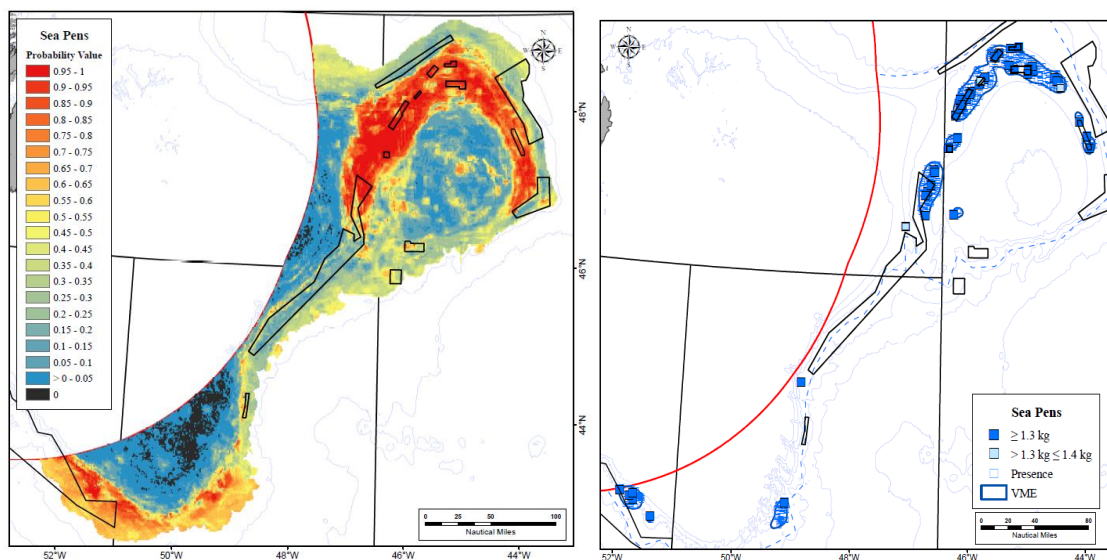 Sea Pens
Probability Value
0.95 - 1
0.9 - 0.95
0.85 - 0.9
0.8 - 0.85
0.75 - 0.8
0.7 - 0.75
0.65 - 0.7
0.6 - 0.65
0.55 - 0.6
0.5 - 0.55
0.45 - 0.5
0.4 - 0.45
0.35 - 0.4
0.3 - 0.35
0.25 - 0.3
0.2 - 0.25
0.15 - 0.2
0.1 - 0.15
0.05 - 0.1
> 0 - 0.05
0
N
W E
S
48°N
46°N
44°N
0 25 50 100
Nautical Miles
52°W 50°W 48°W 46°W 44°W
N
W E
S
48°N
46°N
44°N
Sea Pens
≥ 1.3 kg
> 1.3 kg ≤ 1.4 kg
Presence
VME
0 20 40 80
Nautical Miles
52°W 50°W 48°W 46°W 44°W